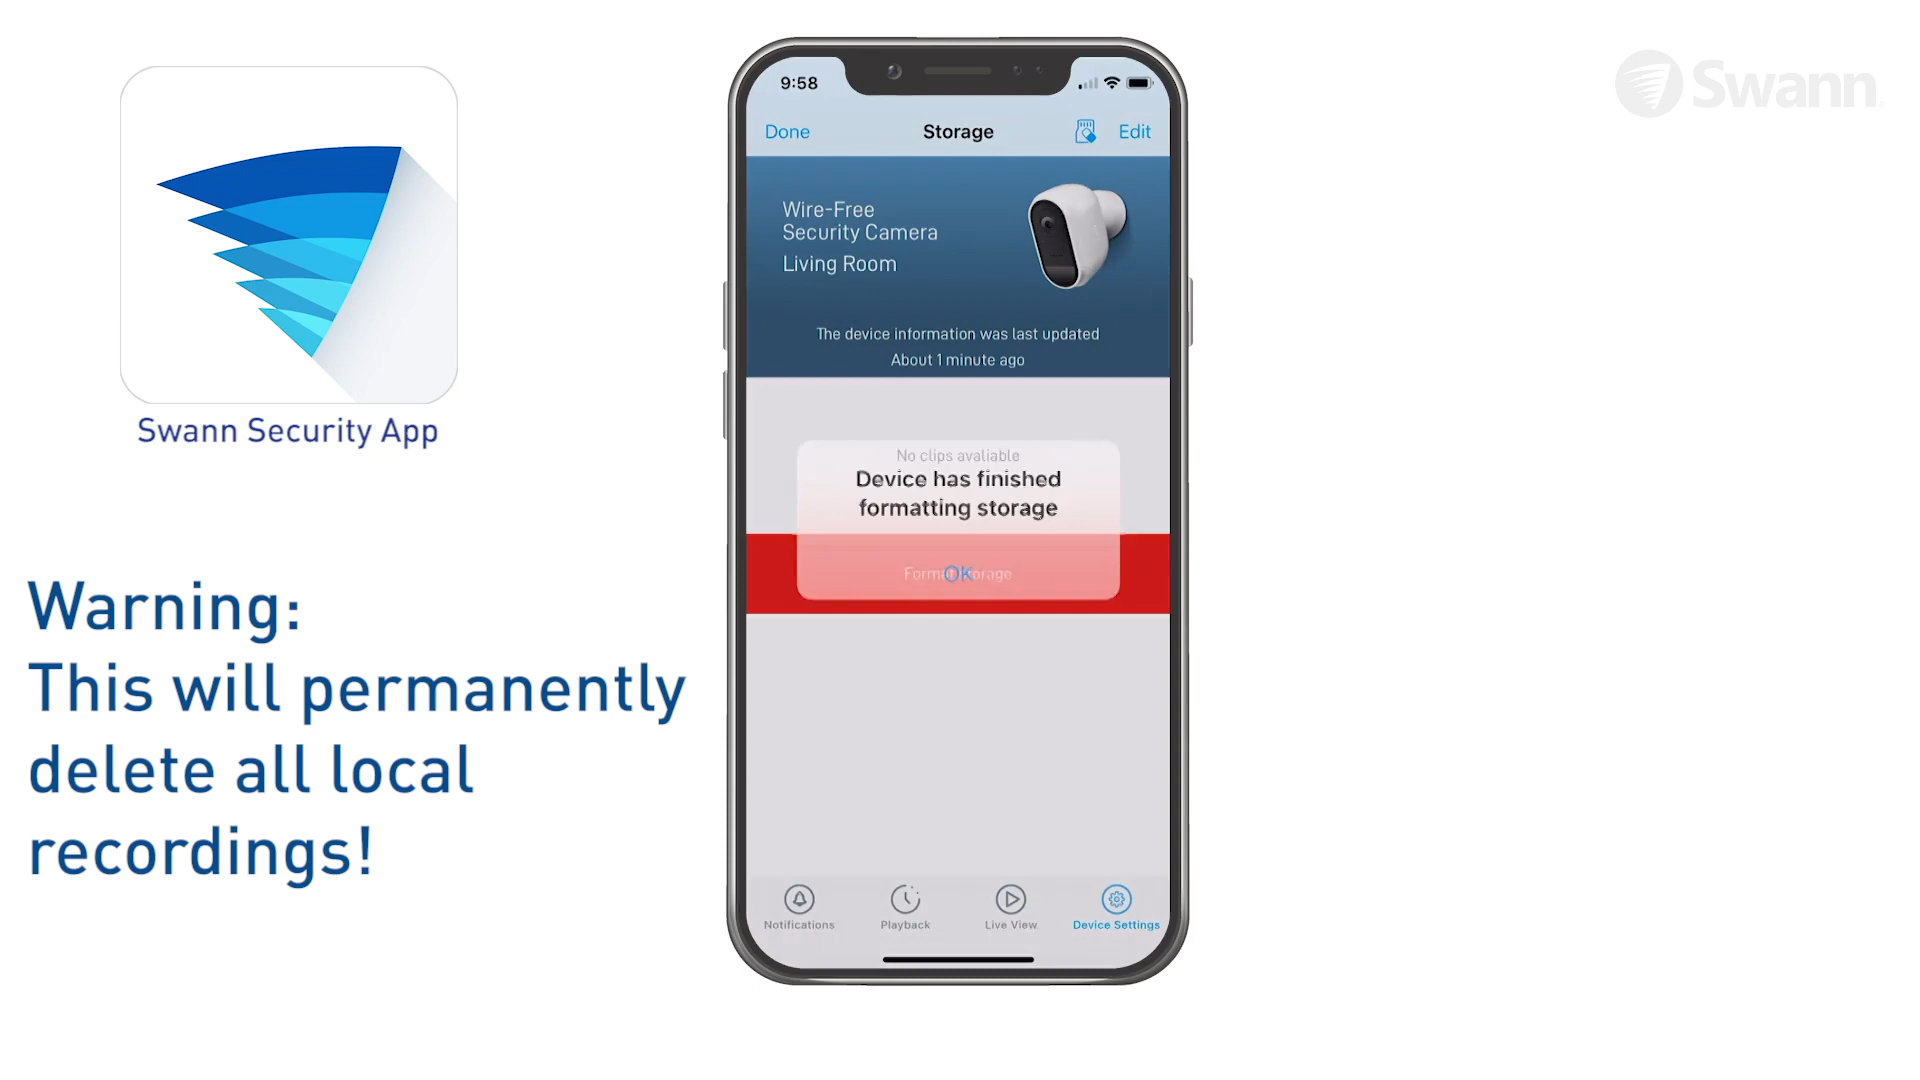 Swann
Swann Security App
Warning:
This will permanently
delete all local
recordings!
9:58
Done
Storage
Edit
Wire-Free
Security Camera
Living Room
The device information was last updated
About 1 minute ago
No clips avaliable
Device has finished
formatting storage
Format Storage
OK
Notifications
Playback
Live View
Device Settings